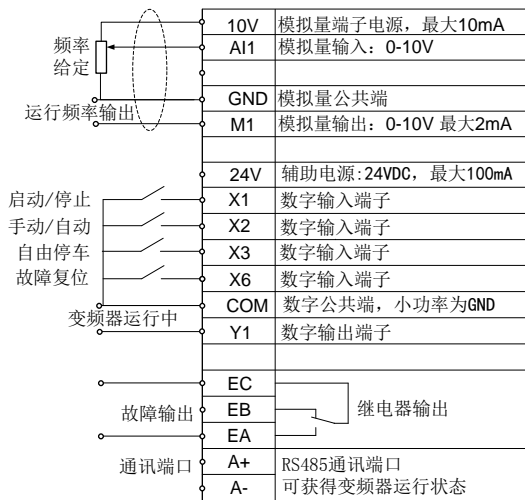 10V 模拟量端子电源，最大10mA
频率
给定
AI1 模拟量输入：0-10V
GND 模拟量公共端
运行频率输出
M1 模拟量输出：0-10V 最大2mA
24V 辅助电源:24VDC，最大100mA
启动/停止 X1 数字输入端子
手动/自动 X2 数字输入端子
自由停车 X3 数字输入端子
故障复位 X6 数字输入端子
COM 数字公共端，小功率为GND
变频器运行中
Y1 数字输出端子
EC
故障输出 EB 继电器输出
EA
通讯端口 A+ RS485通讯端口
A- 可获得变频器运行状态